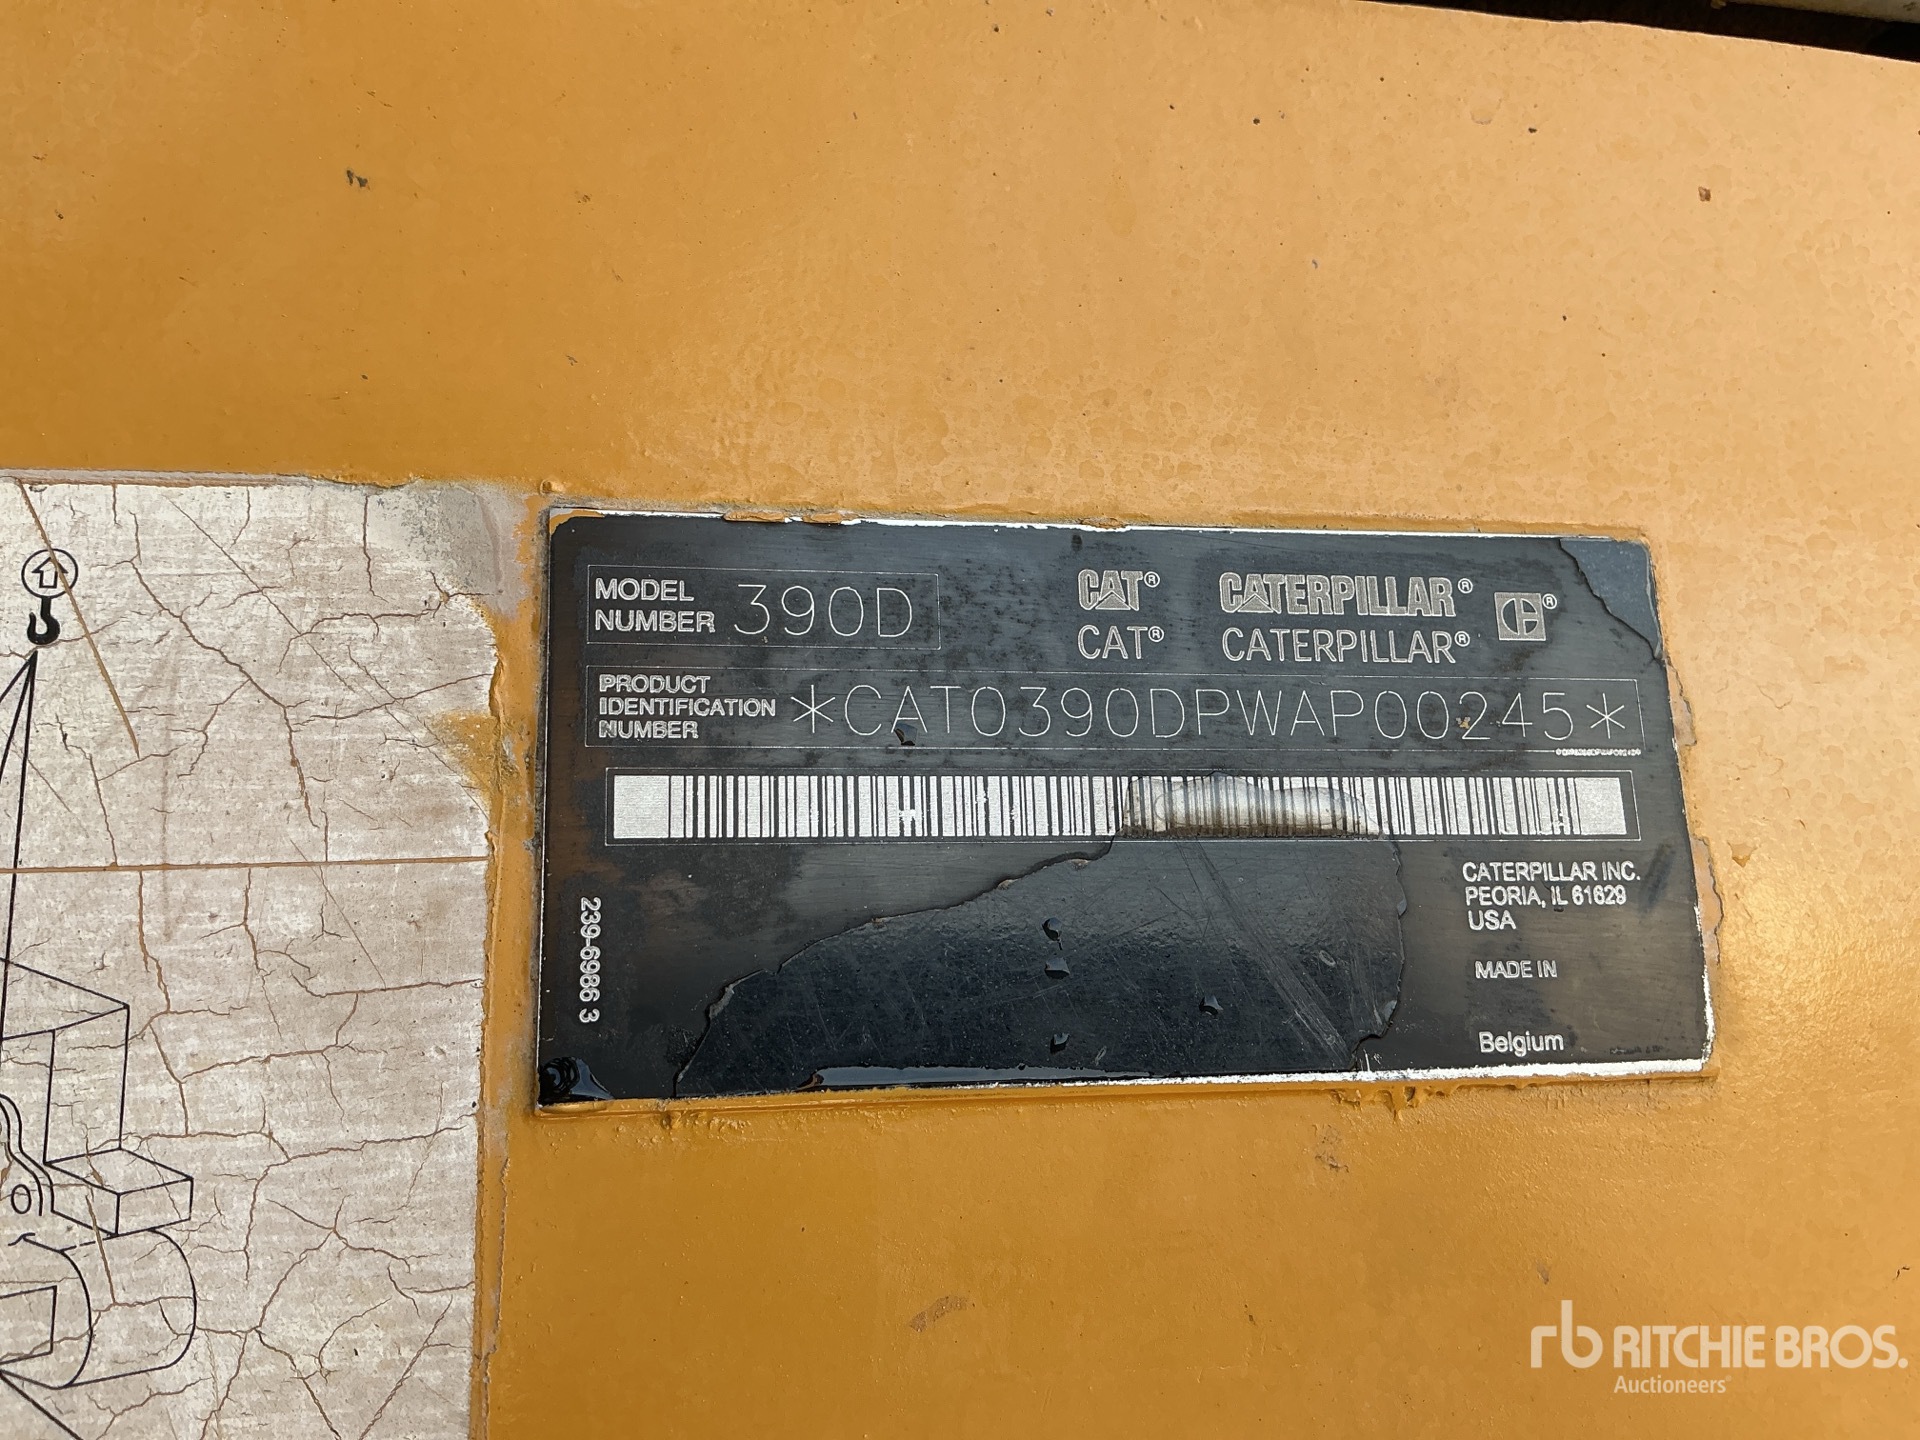 MODEL
NUMBER 390D
CAT® CATERPILLAR®
CAT® CATERPILLAR®
PRODUCT
IDENTIFICATION
NUMBER *CAT0390DPWAP00245*
239-6986 3
CATERPILLAR INC.
PEORIA, IL 61629
USA
MADE IN
Belgium
rb RITCHIE BROS.
Auctioneers